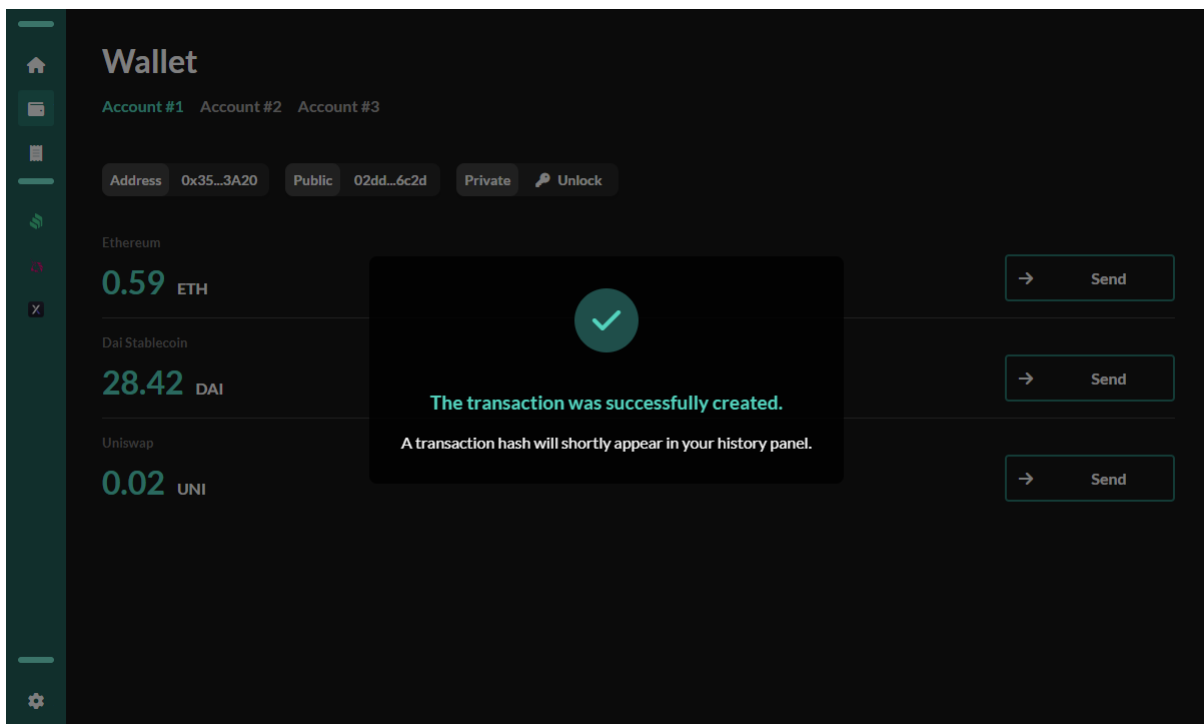 Wallet
Account #1 Account #2 Account #3
Address 0x35...3A20 Public 02dd...6c2d Private Unlock
Ethereum
0.59 ETH
Send
Dai Stablecoin
28.42 DAI
Send
Uniswap
0.02 UNI
Send
The transaction was successfully created.
A transaction hash will shortly appear in your history panel.